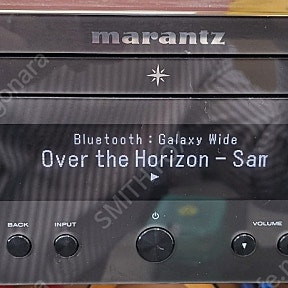 marantz
Bluetooth : Galaxy Wide
Over the Horizon - Sam
BACK
INPUT
VOLUME